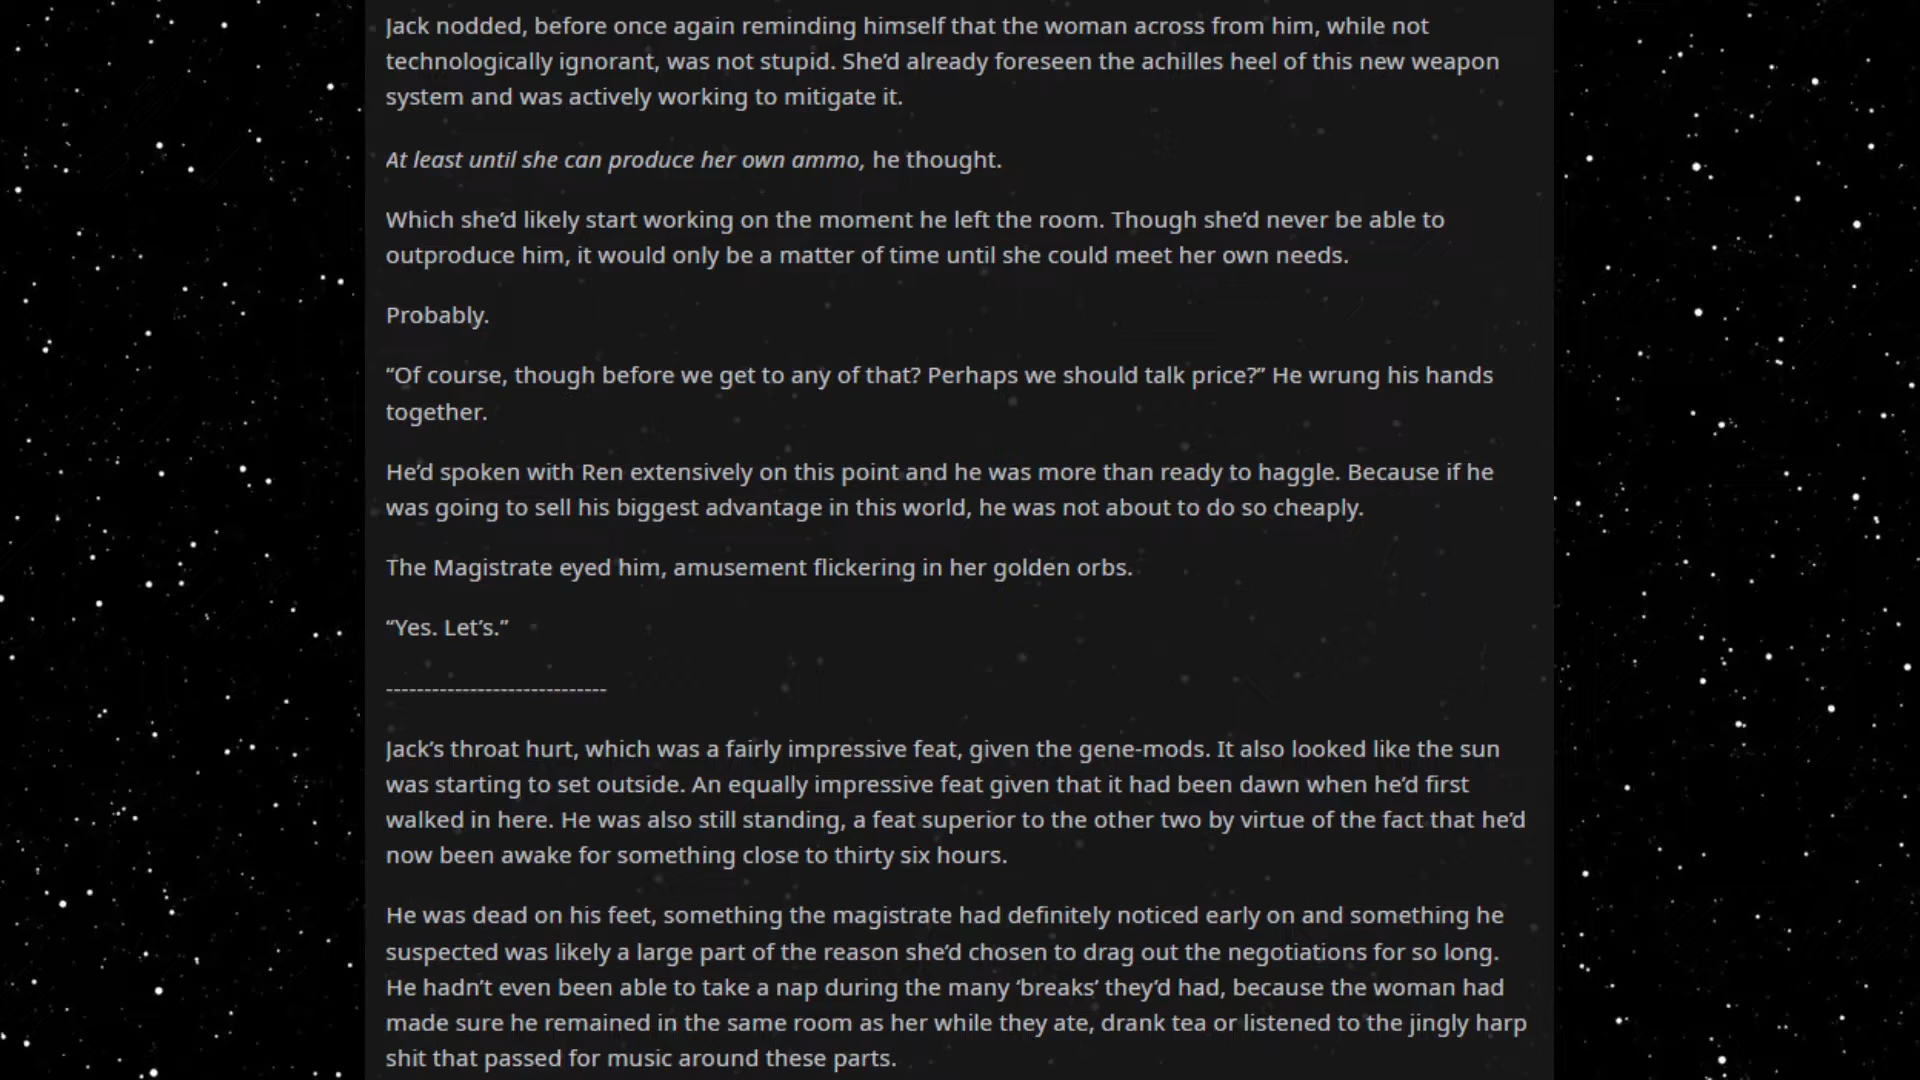 Jack nodded, before once again reminding himself that the woman across from him, while not
technologically ignorant, was not stupid. She’d already foreseen the achilles heel of this new weapon
system and was actively working to mitigate it.
At least until she can produce her own ammo, he thought.
Which she’d likely start working on the moment he left the room. Though she’d never be able to
outproduce him, it would only be a matter of time until she could meet her own needs.
Probably.
“Of course, though before we get to any of that? Perhaps we should talk price?” He wrung his hands
together.
He’d spoken with Ren extensively on this point and he was more than ready to haggle. Because if he
was going to sell his biggest advantage in this world, he was not about to do so cheaply.
The Magistrate eyed him, amusement flickering in her golden orbs.
“Yes. Let’s.”
-----------------------------
Jack’s throat hurt, which was a fairly impressive feat, given the gene-mods. It also looked like the sun
was starting to set outside. An equally impressive feat given that it had been dawn when he’d first
walked in here. He was also still standing, a feat superior to the other two by virtue of the fact that he’d
now been awake for something close to thirty six hours.
He was dead on his feet, something the magistrate had definitely noticed early on and something he
suspected was likely a large part of the reason she’d chosen to drag out the negotiations for so long.
He hadn’t even been able to take a nap during the many ‘breaks’ they’d had, because the woman had
made sure he remained in the same room as her while they ate, drank tea or listened to the jingly harp
shit that passed for music around these parts.